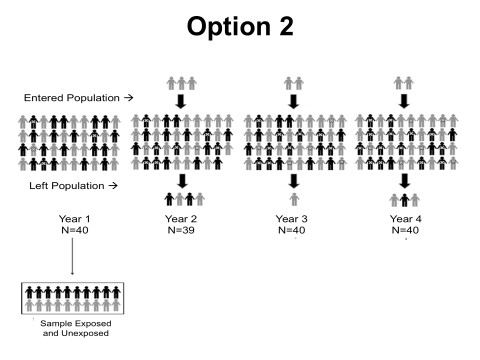 Option 2
Entered Population →
Left Population →
Year 1
N=40
Year 2
N=39
Year 3
N=40
Year 4
N=40
Sample Exposed
and Unexposed